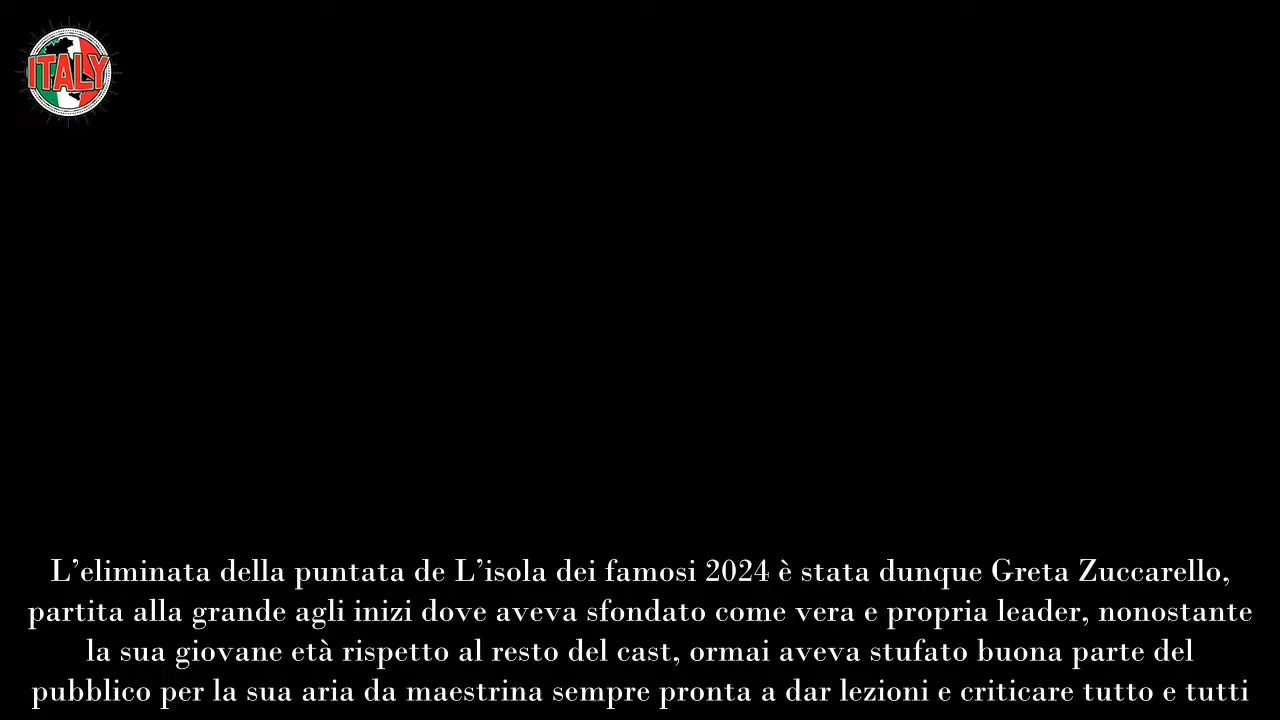 ITALY
L’eliminata della puntata de L’isola dei famosi 2024 è stata dunque Greta Zuccarello,
partita alla grande agli inizi dove aveva sfondato come vera e propria leader, nonostante
la sua giovane età rispetto al resto del cast, ormai aveva stufato buona parte del
pubblico per la sua aria da maestrina sempre pronta a dar lezioni e criticare tutto e tutti